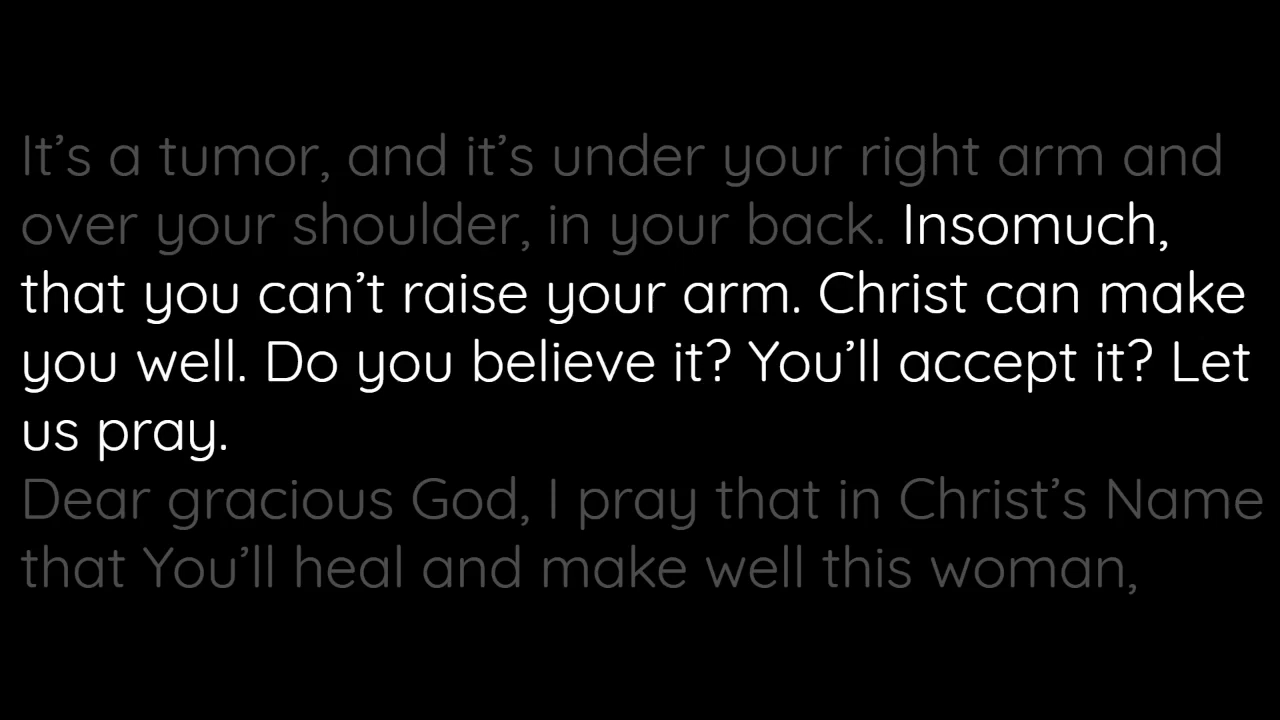 It’s a tumor, and it’s under your right arm and
over your shoulder, in your back. Insomuch,
that you can’t raise your arm. Christ can make
you well. Do you believe it? You’ll accept it? Let
us pray.
Dear gracious God, I pray that in Christ’s Name
that You’ll heal and make well this woman,